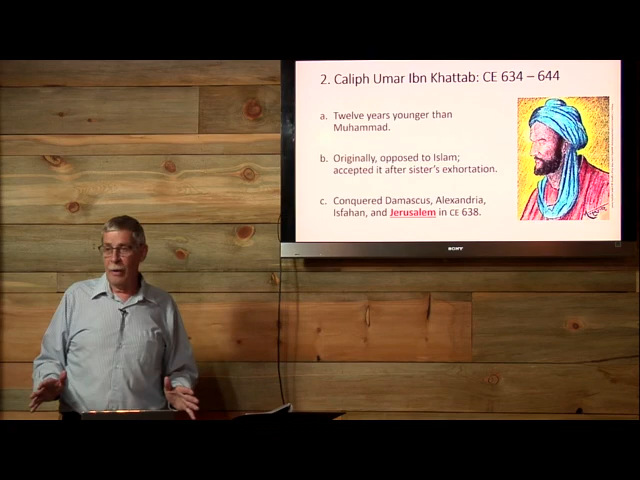 2. Caliph Umar Ibn Khattab: CE 634 – 644
a. Twelve years younger than
Muhammad.
b. Originally, opposed to Islam;
accepted it after sister's exhortation.
c. Conquered Damascus, Alexandria,
Isfahan, and Jerusalem in CE 638.
SONY